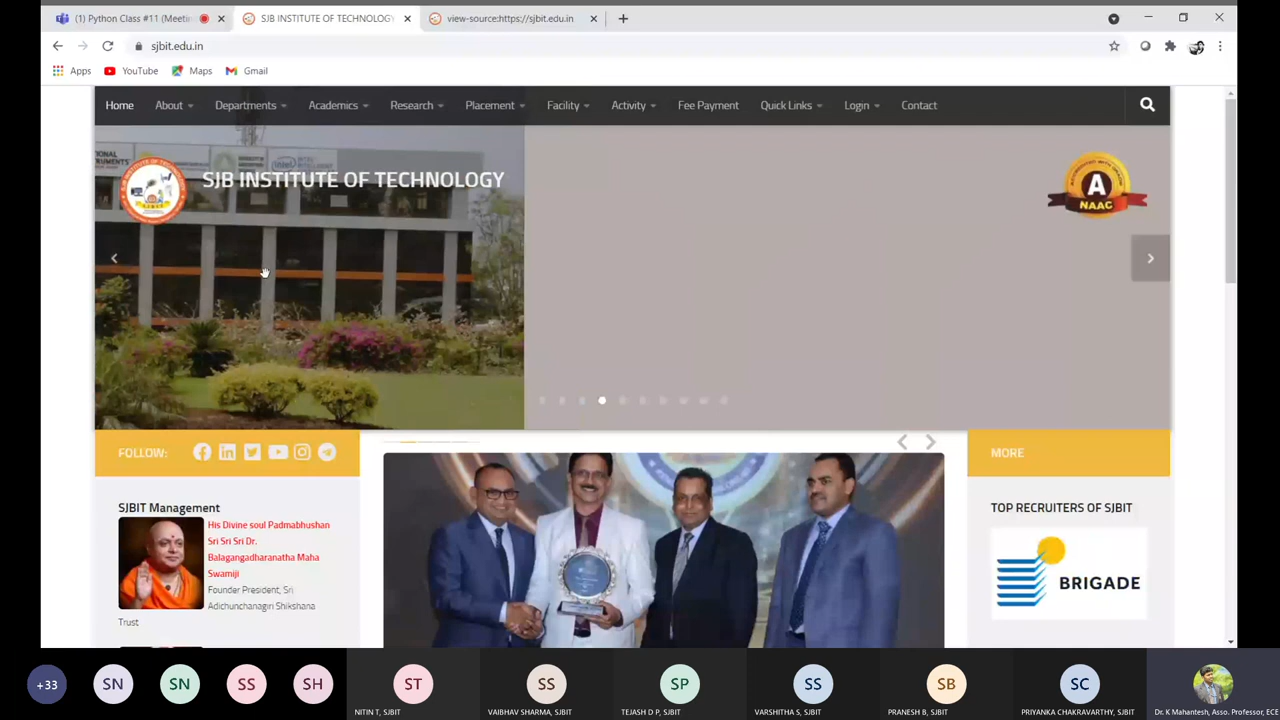 (1) Python Class #11 (Meetin
SJB INSTITUTE OF TECHNOLOGY
view-source:https://sjbit.edu.in
sjbit.edu.in
Apps
YouTube
Maps
Gmail
Home
About
Departments
Academics
Research
Placement
Facility
Activity
Fee Payment
Quick Links
Login
Contact
SJB INSTITUTE OF TECHNOLOGY
A
NAAC
FOLLOW:
MORE
SJBIT Management
His Divine soul Padmabhushan
Sri Sri Sri Dr.
Balagangadharanatha Maha
Swamiji
Founder President, Sri
Adichunchanagiri Shikshana
Trust
TOP RECRUITERS OF SJBIT
BRIGADE
+33
SN
SN
SS
SH
ST
SS
SP
SS
SB
SC
NITIN T, SJBIT
VAIBHAV SHARMA, SJBIT
TEJASH D P, SJBIT
VARSHITHA S, SJBIT
PRANESH B, SJBIT
PRIYANKA CHAKRAVARTHY, SJBIT
Dr. K Mahantesh, Asso. Professor, ECE